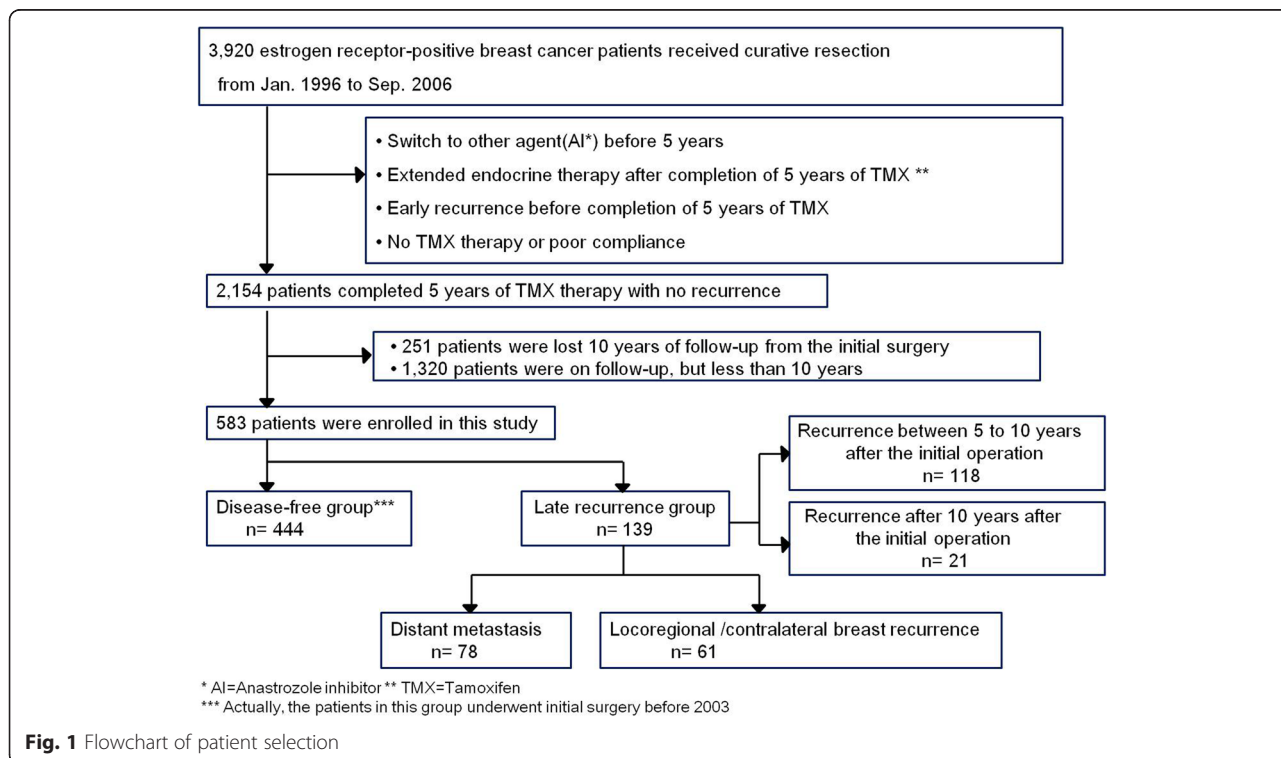 3,920 estrogen receptor-positive breast cancer patients received curative resection
from Jan. 1996 to Sep. 2006
• Switch to other agent(AI*) before 5 years
• Extended endocrine therapy after completion of 5 years of TMX **
• Early recurrence before completion of 5 years of TMX
• No TMX therapy or poor compliance
2,154 patients completed 5 years of TMX therapy with no recurrence
• 251 patients were lost 10 years of follow-up from the initial surgery
• 1,320 patients were on follow-up, but less than 10 years
583 patients were enrolled in this study
Recurrence between 5 to 10 years
after the initial operation
n= 118
Disease-free group***
n= 444
Late recurrence group
n= 139
Recurrence after 10 years after
the initial operation
n= 21
Distant metastasis
n= 78
Locoregional /contralateral breast recurrence
n= 61
* AI=Anastrozole inhibitor ** TMX=Tamoxifen
*** Actually, the patients in this group underwent initial surgery before 2003
Fig. 1 Flowchart of patient selection